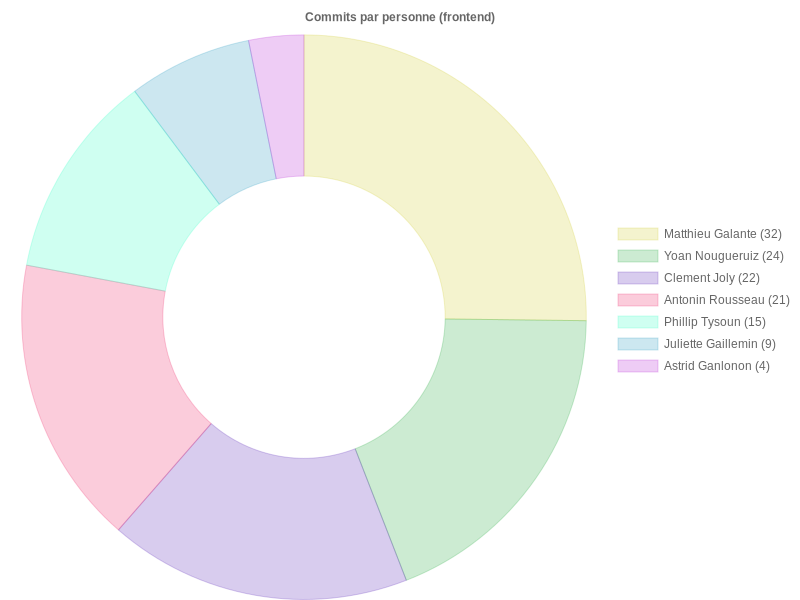 Commits par personne (frontend)
Matthieu Galante (32)
Yoan Nougueruiz (24)
Clement Joly (22)
Antonin Rousseau (21)
Phillip Tysoun (15)
Juliette Gaillemin (9)
Astrid Ganlonon (4)